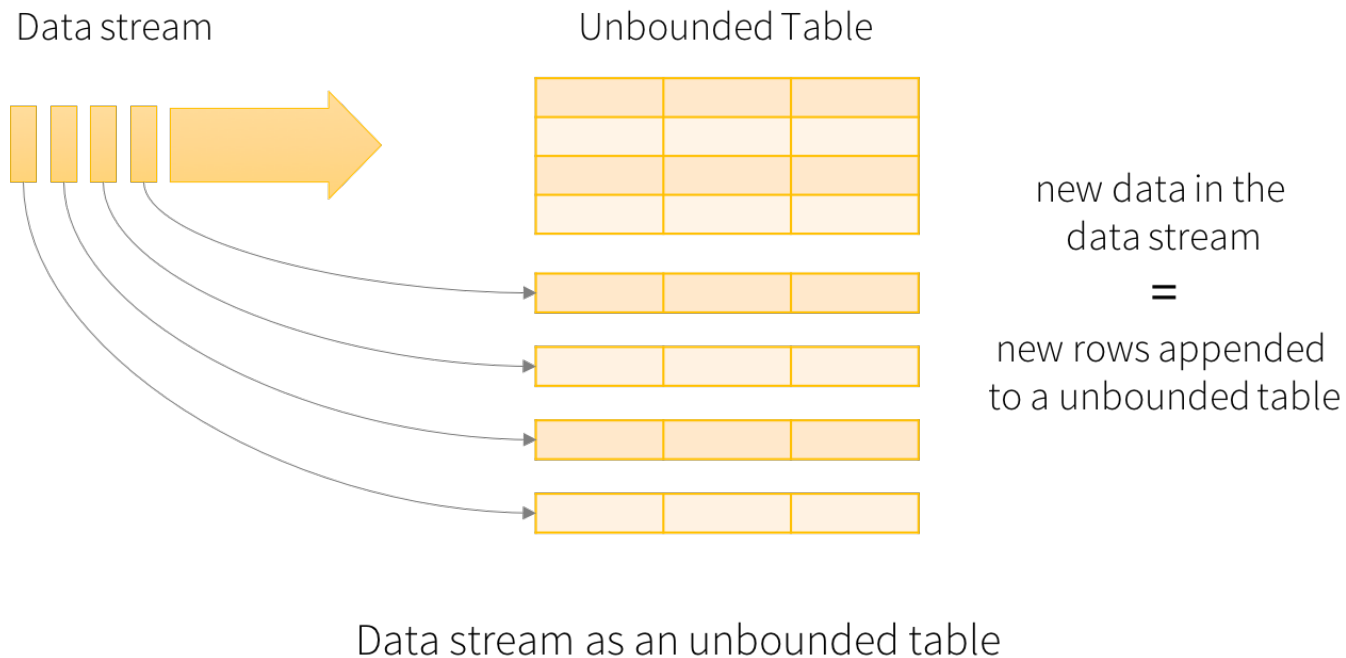 Data stream
Unbounded Table
new data in the
data stream
=
new rows appended
to a unbounded table
Data stream as an unbounded table